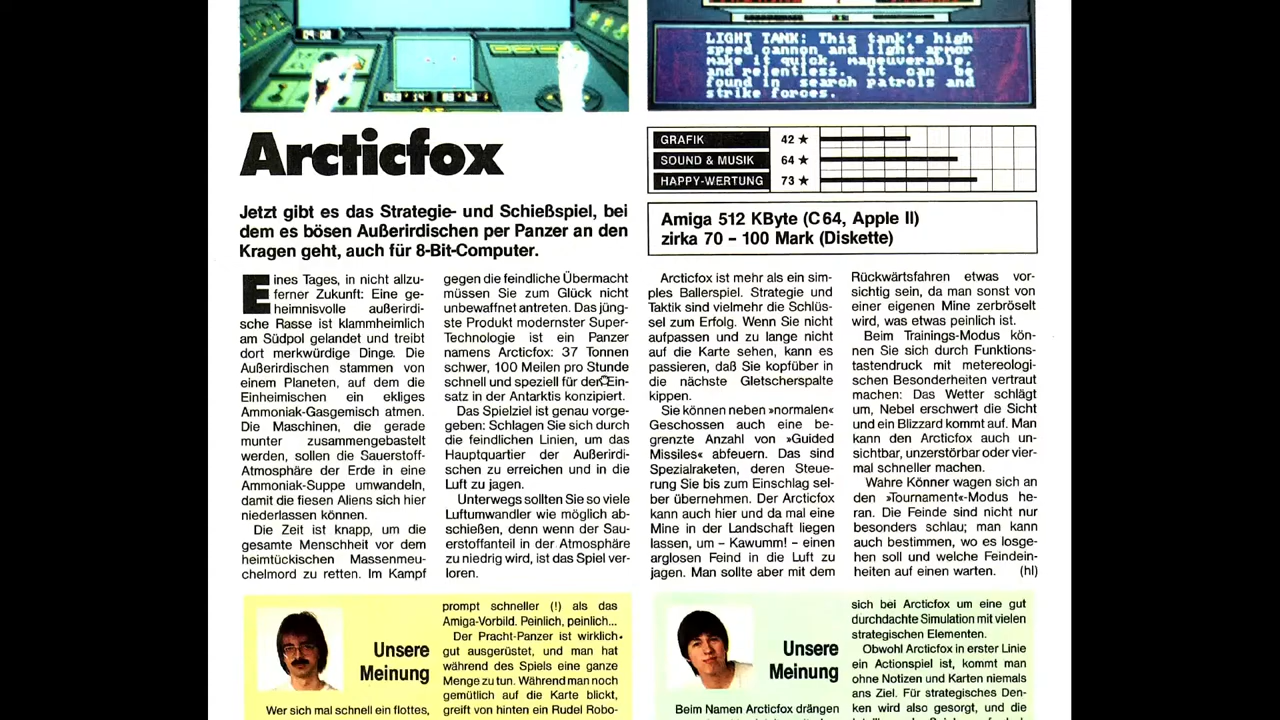 04:08
LIGHT TANK: This tank's high
speed cannon and light armor
make it quick, maneuverable,
and relentless. It can be
found in search patrols and
strike forces.
Arcticfox
GRAFIK 42 ★
SOUND & MUSIK 64 ★
HAPPY-WERTUNG 73 ★
Jetzt gibt es das Strategie- und Schießspiel, bei
dem es bösen Außerirdischen per Panzer an den
Kragen geht, auch für 8-Bit-Computer.
Amiga 512 KByte (C 64, Apple II)
zirka 70 – 100 Mark (Diskette)
Eines Tages, in nicht allzu-
ferner Zukunft: Eine ge-
heimnisvolle außerirdi-
sche Rasse ist klammheimlich
am Südpol gelandet und treibt
dort merkwürdige Dinge. Die
Außerirdischen stammen von
einem Planeten, auf dem die
Einheimischen ein ekliges
Ammoniak-Gasgemisch atmen.
Die Maschinen, die gerade
munter zusammengebastelt
werden, sollen die Sauerstoff-
Atmosphäre der Erde in eine
Ammoniak-Suppe umwandeln,
damit die fiesen Aliens sich hier
niederlassen können.
Die Zeit ist knapp, um die
gesamte Menschheit vor dem
heimtückischen Massenmeu-
chelmord zu retten. Im Kampf
gegen die feindliche Übermacht
müssen Sie zum Glück nicht
unbewaffnet antreten. Das jüng-
ste Produkt modernster Super-
Technologie ist ein Panzer
namens Arcticfox: 37 Tonnen
schwer, 100 Meilen pro Stunde
schnell und speziell für den Ein-
satz in der Antarktis konzipiert.
Das Spielziel ist genau vorge-
geben: Schlagen Sie sich durch
die feindlichen Linien, um das
Hauptquartier der Außerirdi-
schen zu erreichen und in die
Luft zu jagen.
Unterwegs sollten Sie so viele
Luftumwandler wie möglich ab-
schießen, denn wenn der Sau-
erstoffanteil in der Atmosphäre
zu niedrig wird, ist das Spiel ver-
loren.
Arcticfox ist mehr als ein sim-
ples Ballerspiel. Strategie und
Taktik sind vielmehr die Schlüs-
sel zum Erfolg. Wenn Sie nicht
aufpassen und zu lange nicht
auf die Karte sehen, kann es
passieren, daß Sie kopfüber in
die nächste Gletscherspalte
kippen.
Sie können neben »normalen«
Geschossen auch eine be-
grenzte Anzahl von »Guided
Missiles« abfeuern. Das sind
Spezialraketen, deren Steue-
rung Sie bis zum Einschlag sel-
ber übernehmen. Der Arcticfox
kann auch hier und da mal eine
Mine in der Landschaft liegen
lassen, um – Kawumm! – einen
arglosen Feind in die Luft zu
jagen. Man sollte aber mit dem
Rückwärtsfahren etwas vor-
sichtig sein, da man sonst von
einer eigenen Mine zerbröselt
wird, was etwas peinlich ist.
Beim Trainings-Modus kön-
nen Sie sich durch Funktions-
tastendruck mit metereologi-
schen Besonderheiten vertraut
machen: Das Wetter schlägt
um, Nebel erschwert die Sicht
und ein Blizzard kommt auf. Man
kann den Arcticfox auch un-
sichtbar, unzerstörbar oder vier-
mal schneller machen.
Wahre Könner wagen sich an
den »Tournament«-Modus he-
ran. Die Feinde sind nicht nur
besonders schlau; man kann
auch bestimmen, wo es losge-
hen soll und welche Feindein-
heiten auf einen warten. (hl)
Unsere
Meinung
Wer sich mal schnell ein flottes,
prompt schneller (!) als das
Amiga-Vorbild. Peinlich, peinlich...
Der Pracht-Panzer ist wirklich
gut ausgerüstet, und man hat
während des Spiels eine ganze
Menge zu tun. Während man noch
gemütlich auf die Karte blickt,
greift von hinten ein Rudel Robo-
Unsere
Meinung
Beim Namen Arcticfox drängen
sich bei Arcticfox um eine gut
durchdachte Simulation mit vielen
strategischen Elementen.
Obwohl Arcticfox in erster Linie
ein Actionspiel ist, kommt man
ohne Notizen und Karten niemals
ans Ziel. Für strategisches Den-
ken wird also gesorgt, und die